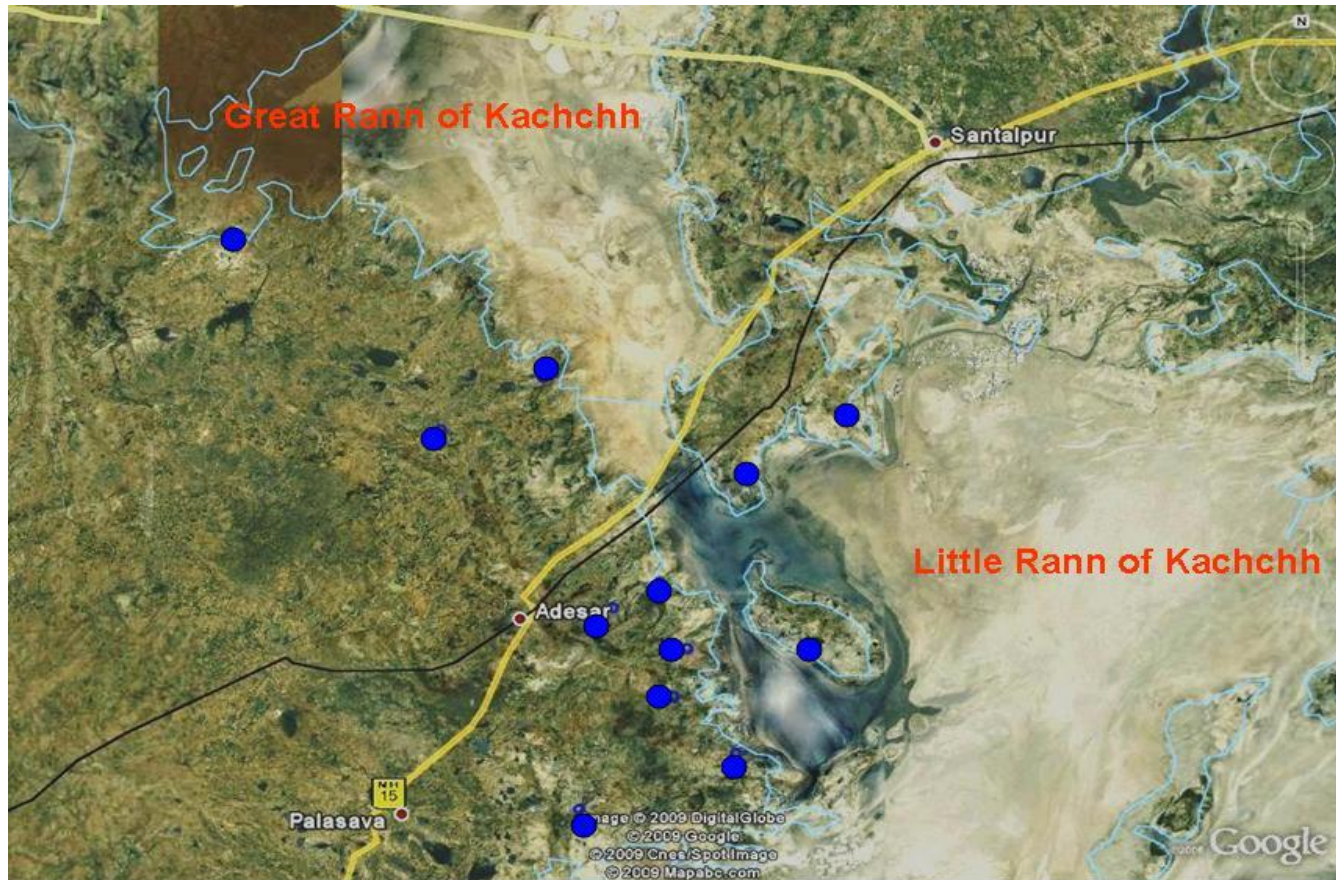 N
Great Rann of Kachchh
Santalpur
Little Rann of Kachchh
Adesar
NH
15
Palasava
mage © 2009 DigitalGlobe
© 2009 Google
© 2009 Cnes/Spot Image
© 2009 Mapabc.com
Google